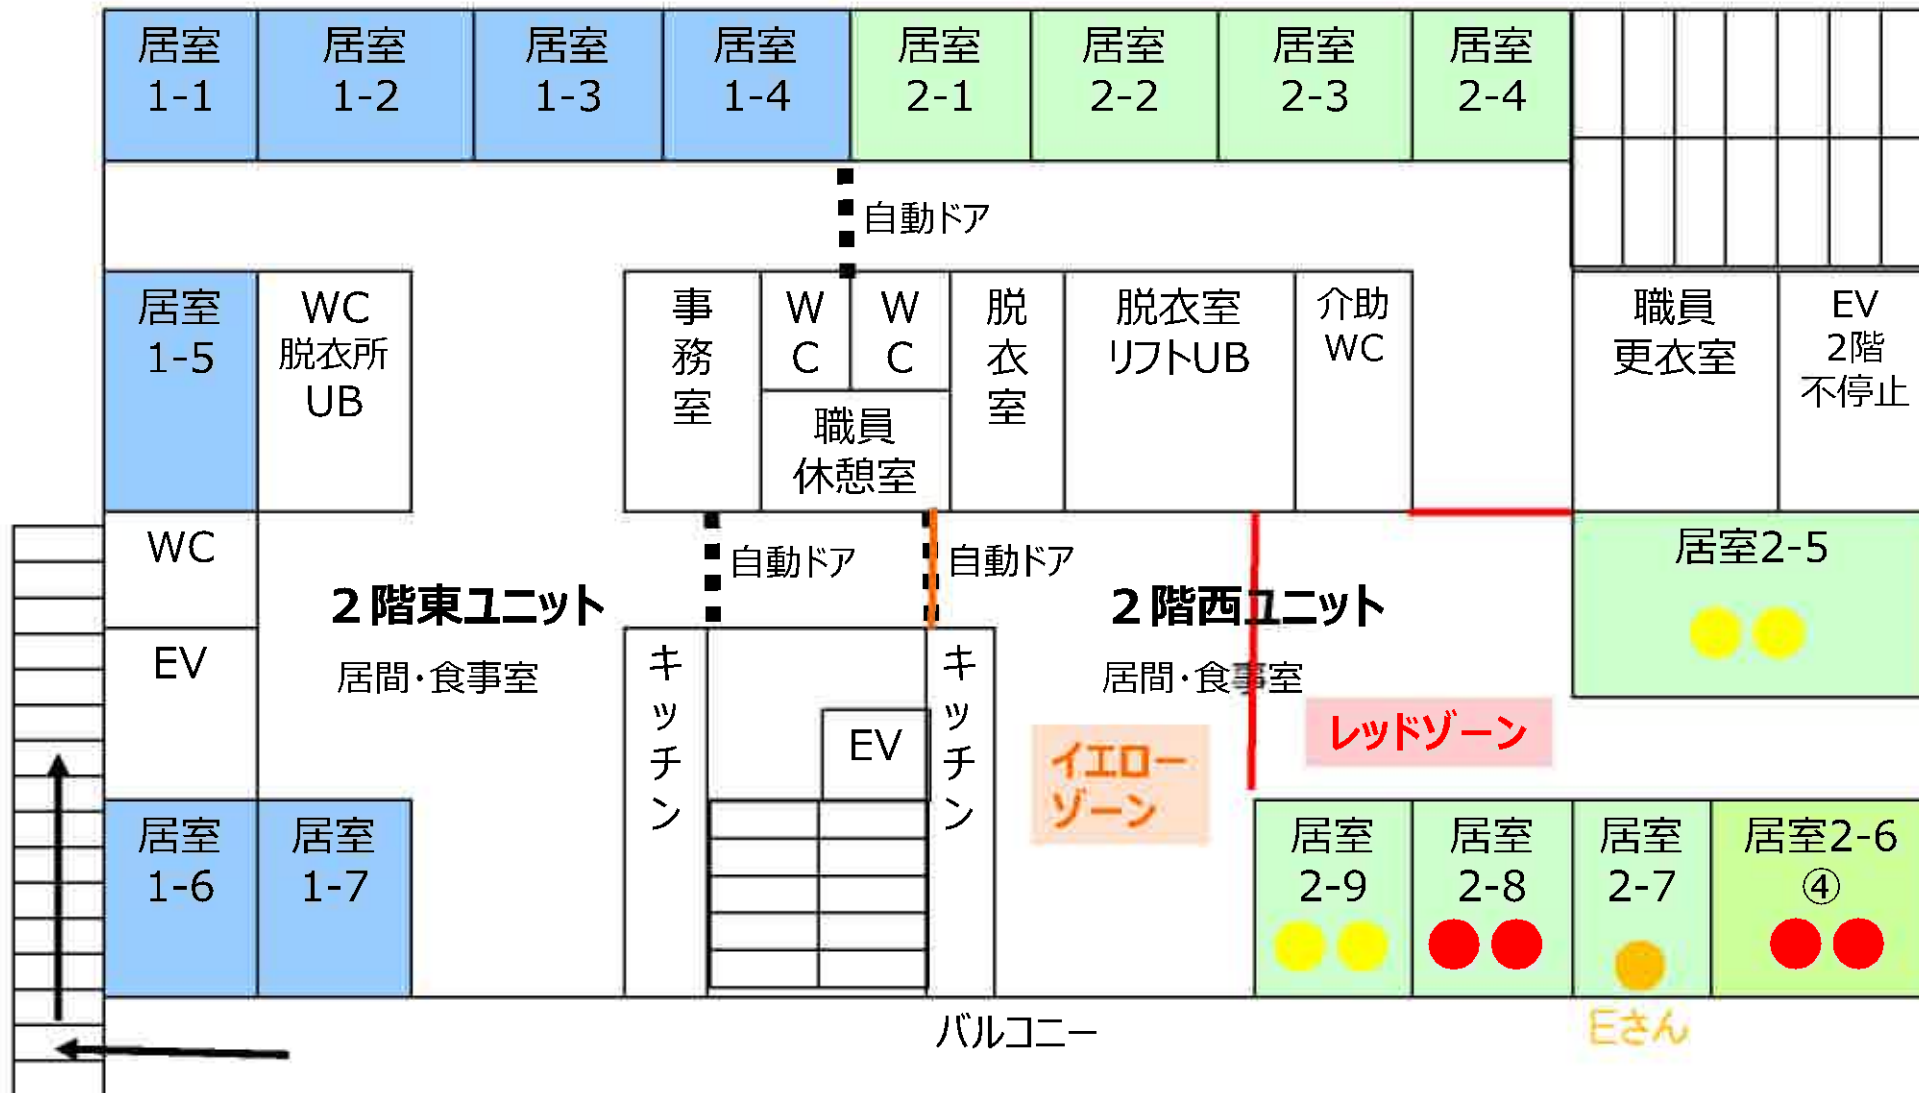 居室
1-1
居室
1-2
居室
1-3
居室
1-4
居室
2-1
居室
2-2
居室
2-3
居室
2-4
自動ドア
居室
1-5
WC
脱衣所
UB
事
務
室
W
C
W
C
職員
休憩室
脱
衣
室
脱衣室
リフトUB
介助
WC
職員
更衣室
EV
2階
不停止
WC
自動ドア
自動ドア
居室2-5
２階東ユニット
２階西ユニット
EV
居間・食事室
居間・食事室
キ
ッ
チ
ン
EV
キ
ッ
チ
ン
レッドゾーン
イエロー
ゾーン
居室
1-6
居室
1-7
居室
2-9
居室
2-8
居室
2-7
居室2-6
④
バルコニー
Eさん